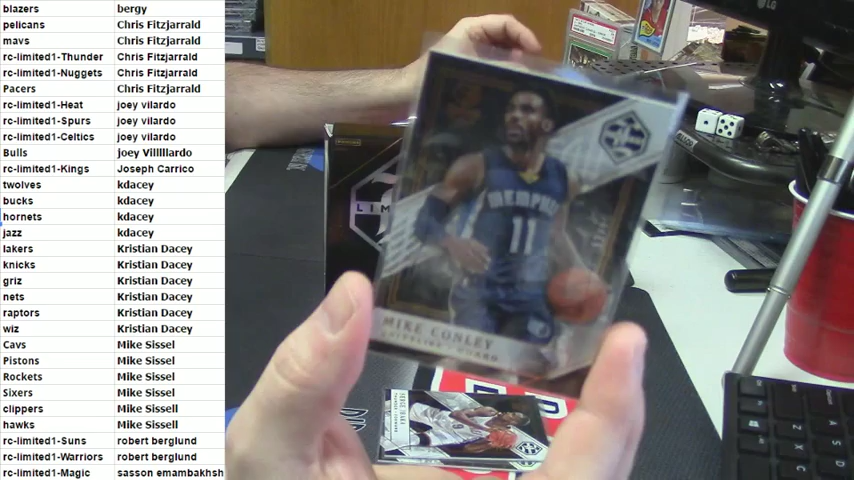 blazers bergy
pelicans Chris Fitzjarrald
mavs Chris Fitzjarrald
rc-limited1-Thunder Chris Fitzjarrald
rc-limited1-Nuggets Chris Fitzjarrald
Pacers Chris Fitzjarrald
rc-limited1-Heat joey vilardo
rc-limited1-Spurs joey vilardo
rc-limited1-Celtics joey vilardo
Bulls joey Villlllardo
rc-limited1-Kings Joseph Carrico
twolves kdacey
bucks kdacey
hornets kdacey
jazz kdacey
lakers Kristian Dacey
knicks Kristian Dacey
griz Kristian Dacey
nets Kristian Dacey
raptors Kristian Dacey
wiz Kristian Dacey
Cavs Mike Sissel
Pistons Mike Sissel
Rockets Mike Sissel
Sixers Mike Sissel
clippers Mike Sissell
hawks Mike Sissell
rc-limited1-Suns robert berglund
rc-limited1-Warriors robert berglund
rc-limited1-Magic sasson emambakhsh
LG
LIM
MEMPHIS
11
MIKE CONLEY
GUARD
SERGE IBAKA